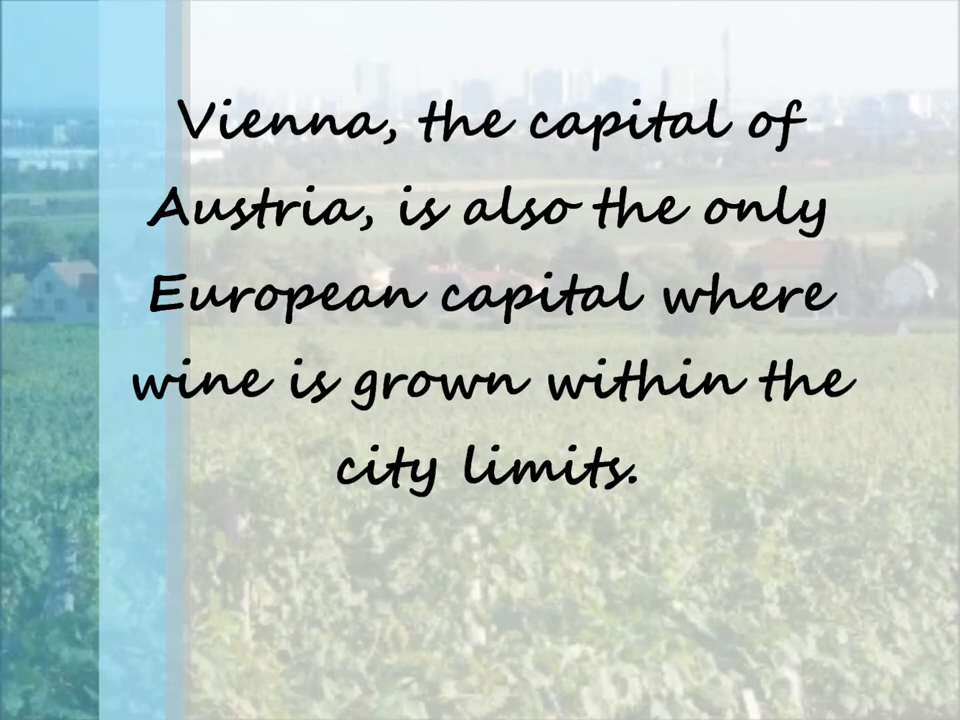 Vienna, the capital of
Austria, is also the only
European capital where
wine is grown within the
city limits.